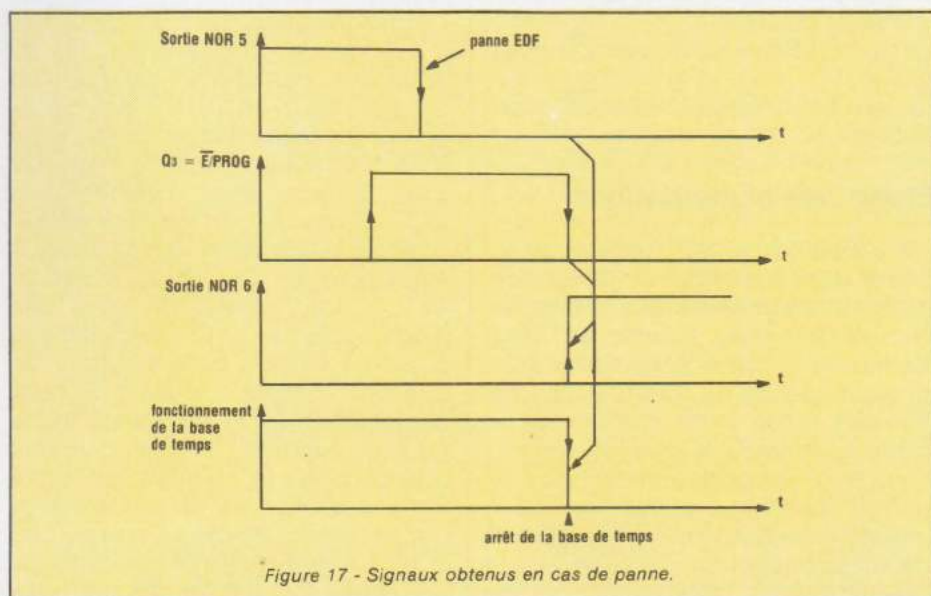 Sortie NOR 5
panne EDF
t
Q₃ = E̅/PROG
t
Sortie NOR 6
t
fonctionnement
de la base
de temps
t
arrêt de la base de temps
Figure 17 - Signaux obtenus en cas de panne.